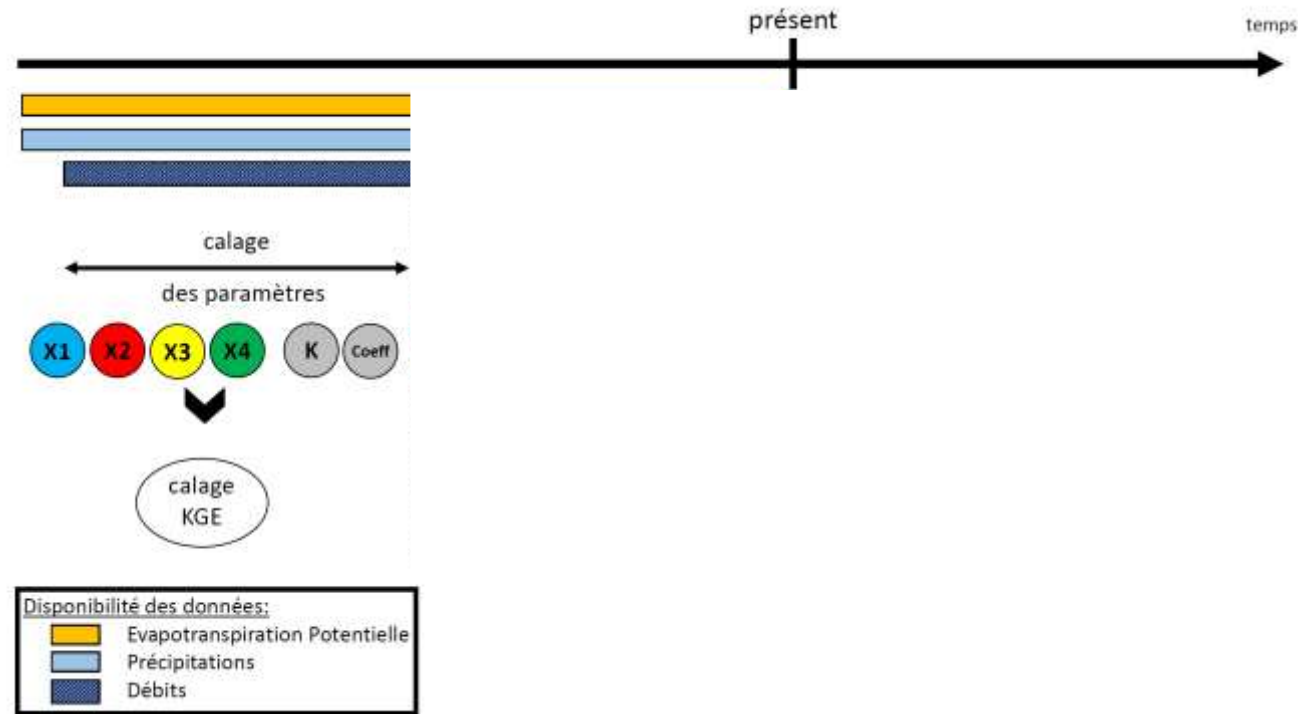 présent
temps
calage
des paramètres
X1 X2 X3 X4 K Coeff
calage
KGE
Disponibilité des données:
Evapotranspiration Potentielle
Précipitations
Débits